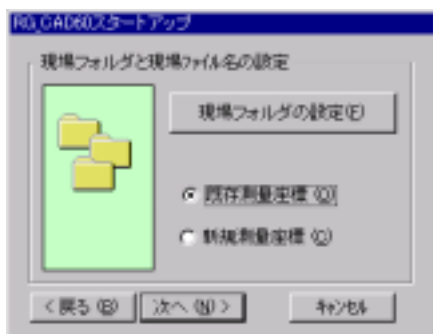 RG_CAD60スタートアップ
現場フォルダと現場ファイル名の設定
現場フォルダの設定(F)
既存測量座標 (O)
新規測量座標 (C)
< 戻る (B)
次へ (N) >
キャンセル